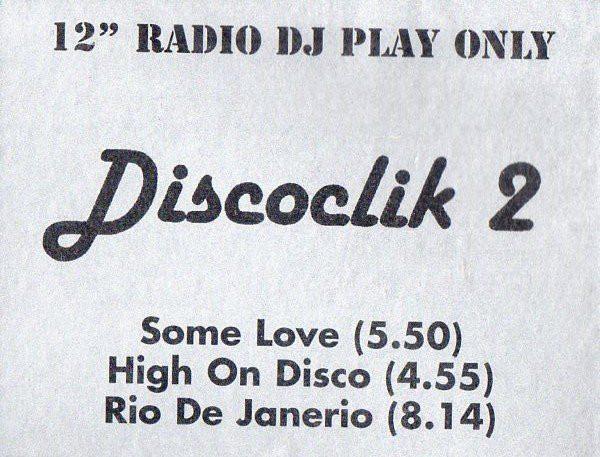 12” RADIO DJ PLAY ONLY
Discoclik 2
Some Love (5.50)
High On Disco (4.55)
Rio De Janerio (8.14)